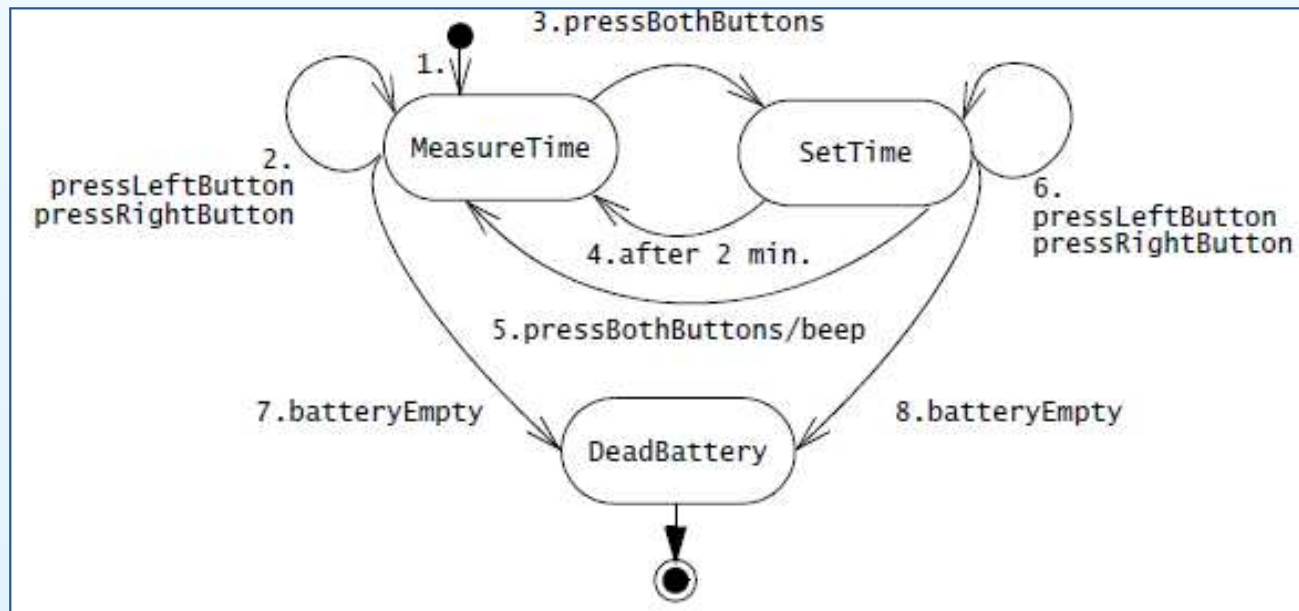 3.pressBothButtons
1.
MeasureTime
SetTime
2.
pressLeftButton
pressRightButton
6.
pressLeftButton
pressRightButton
4.after 2 min.
5.pressBothButtons/beep
7.batteryEmpty
8.batteryEmpty
DeadBattery